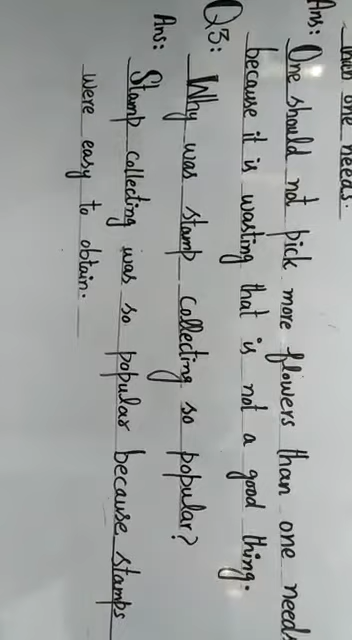 than one needs.
Ans: One should not pick more flowers than one need
because it is wasting that is not a good thing.
Q3: Why was stamp collecting so popular?
Ans: Stamp collecting was so popular because stamps
were easy to obtain.